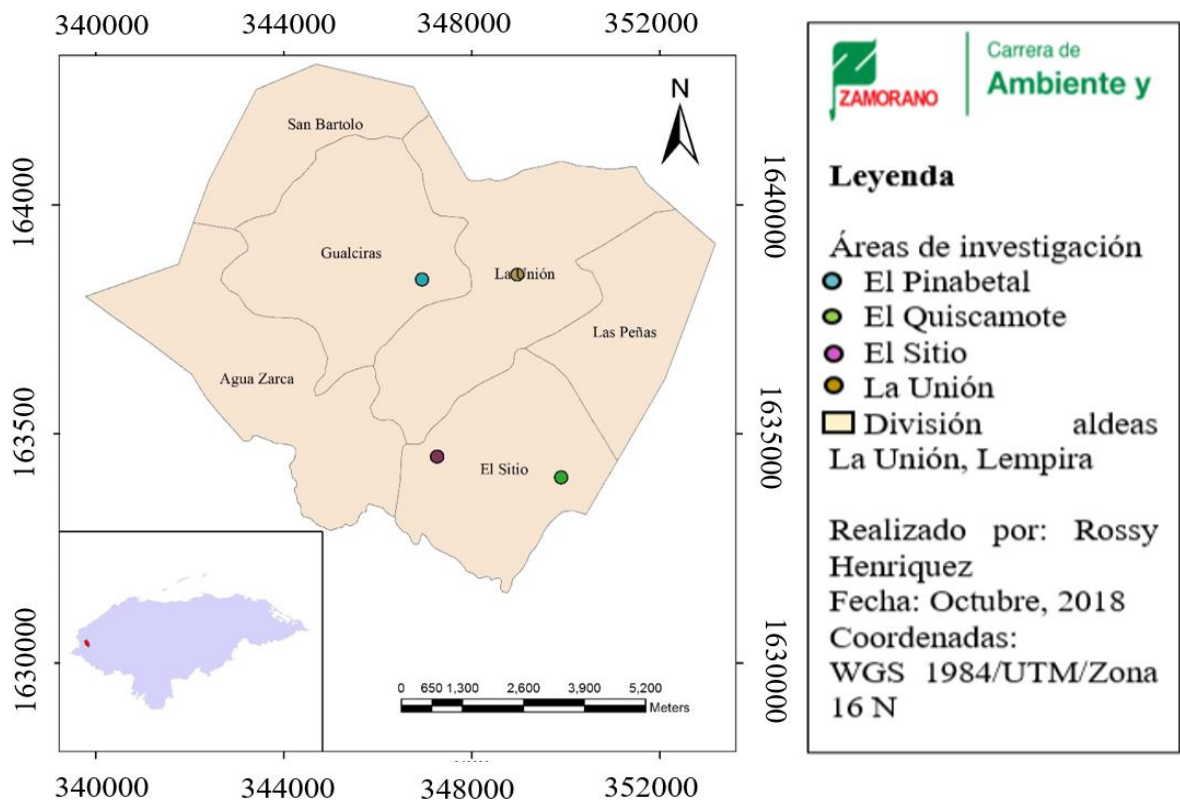 340000 344000 348000 352000
164000
163500
1630000
1640000
1635000
1630000
N
San Bartolo
Gualciras
La Unión
Las Peñas
Agua Zarca
El Sitio
0 650 1,300 2,600 3,900 5,200
Meters
340000 344000 348000 352000
ZAMORANO
Carrera de
Ambiente y
Leyenda
Áreas de investigación
El Pinabetal
El Quiscamote
El Sitio
La Unión
División aldeas
La Unión, Lempira
Realizado por: Rossy
Henriquez
Fecha: Octubre, 2018
Coordenadas:
WGS 1984/UTM/Zona
16 N